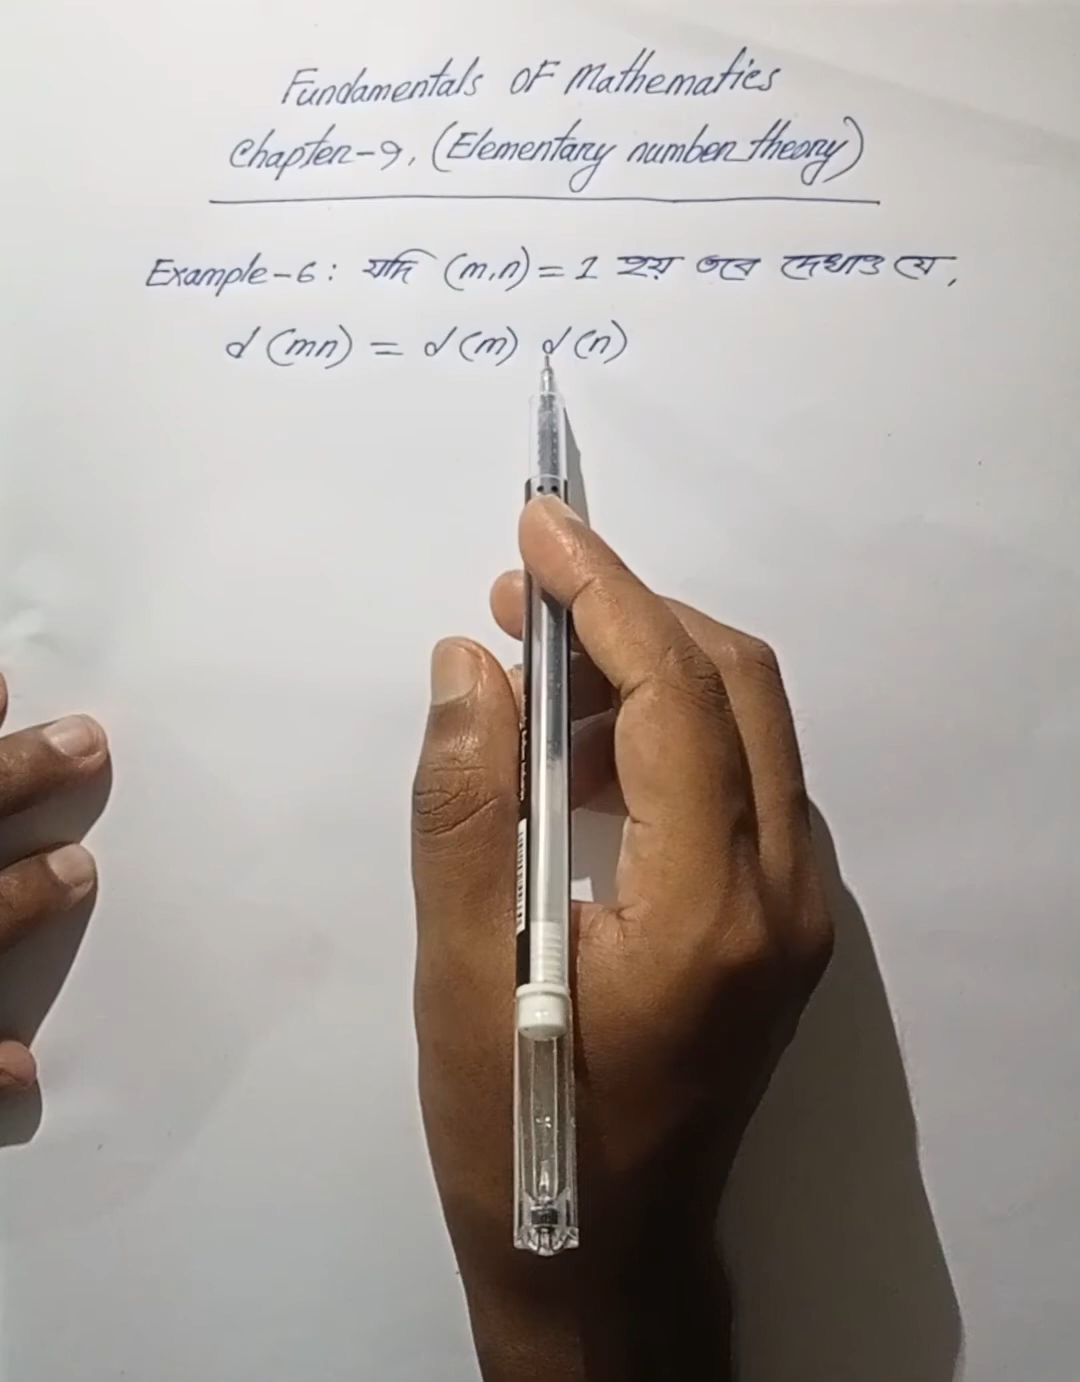 Fundamentals of Mathematics
Chapter-9, (Elementary number theory)
Example-6: যদি (m,n) = 1 হয় তবে দেখাও যে,
d(mn) = d(m) d(n)